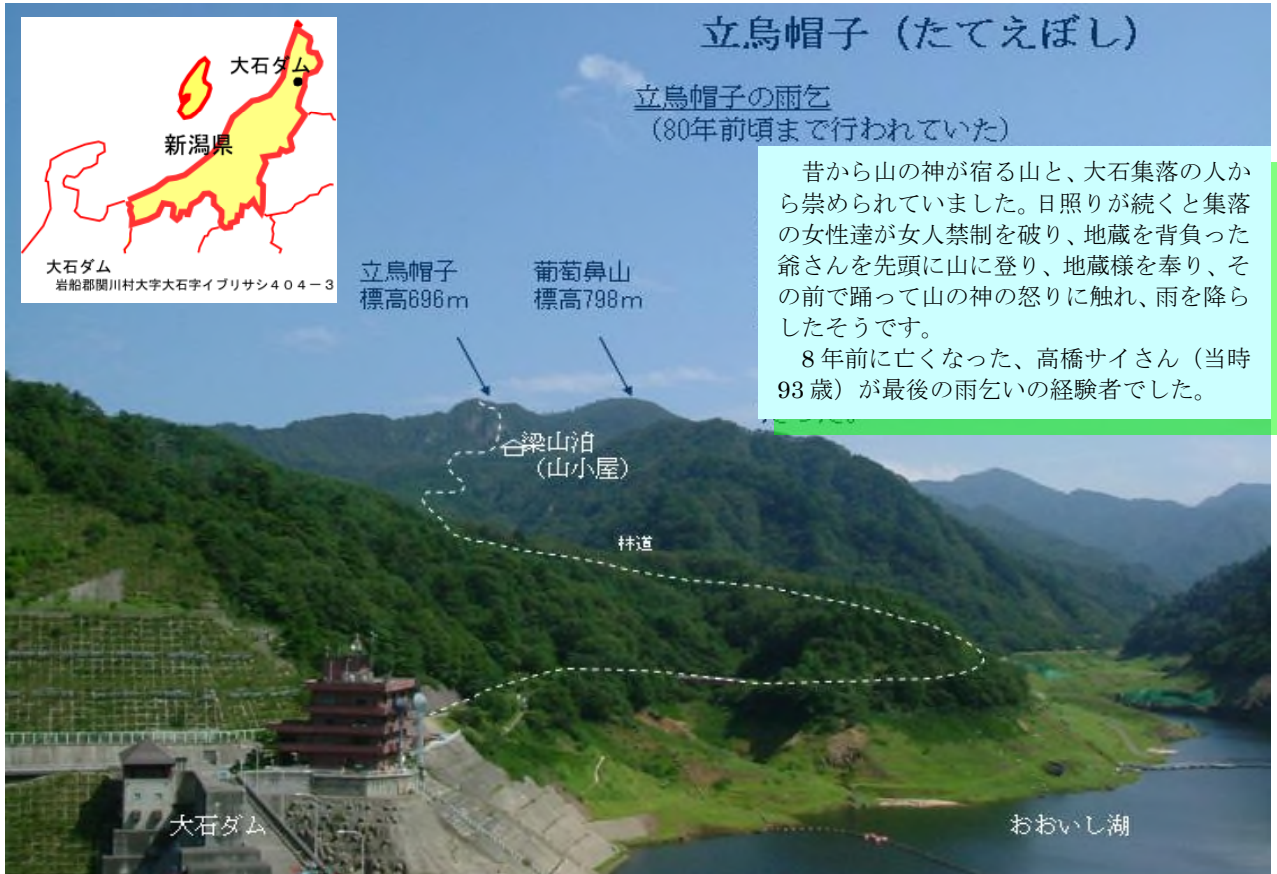 立烏帽子（たてえぼし）
立烏帽子の雨乞
（80年前頃まで行われていた）
昔から山の神が宿る山と、大石集落の人か
ら崇められていました。日照りが続くと集落
の女性達が女人禁制を破り、地蔵を背負った
爺さんを先頭に山に登り、地蔵様を奉り、そ
の前で踊って山の神の怒りに触れ、雨を降ら
したそうです。
８年前に亡くなった、高橋サイさん（当時
93歳）が最後の雨乞いの経験者でした。
大石ダム
新潟県
大石ダム
岩船郡関川村大字大石字イブリサシ４０４－３
立烏帽子
標高696ｍ
葡萄鼻山
標高798ｍ
梁山泊
（山小屋）
林道
大石ダム
おおいし湖